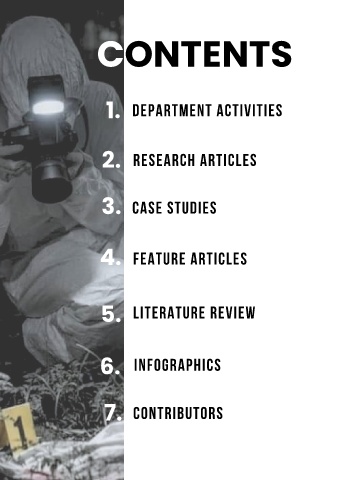 CONTENTS
1. DEPARTMENT ACTIVITIES
2. RESEARCH ARTICLES
3. CASE STUDIES
4. FEATURE ARTICLES
5. LITERATURE REVIEW
6. INFOGRAPHICS
7. CONTRIBUTORS
1